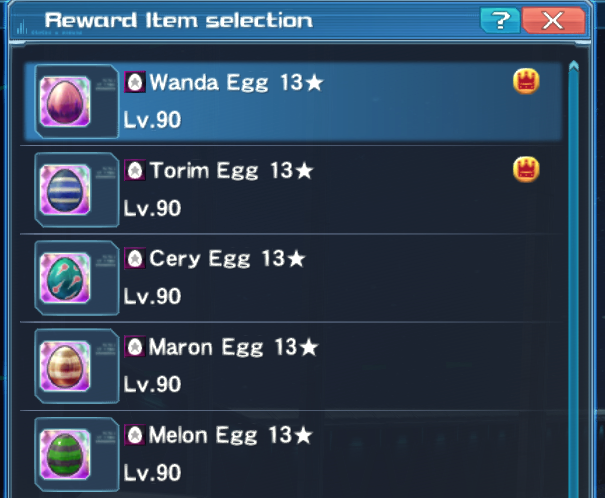 Reward Item selection
?
Wanda Egg 13★
Lv.90
Torim Egg 13★
Lv.90
Cery Egg 13★
Lv.90
Maron Egg 13★
Lv.90
Melon Egg 13★
Lv.90